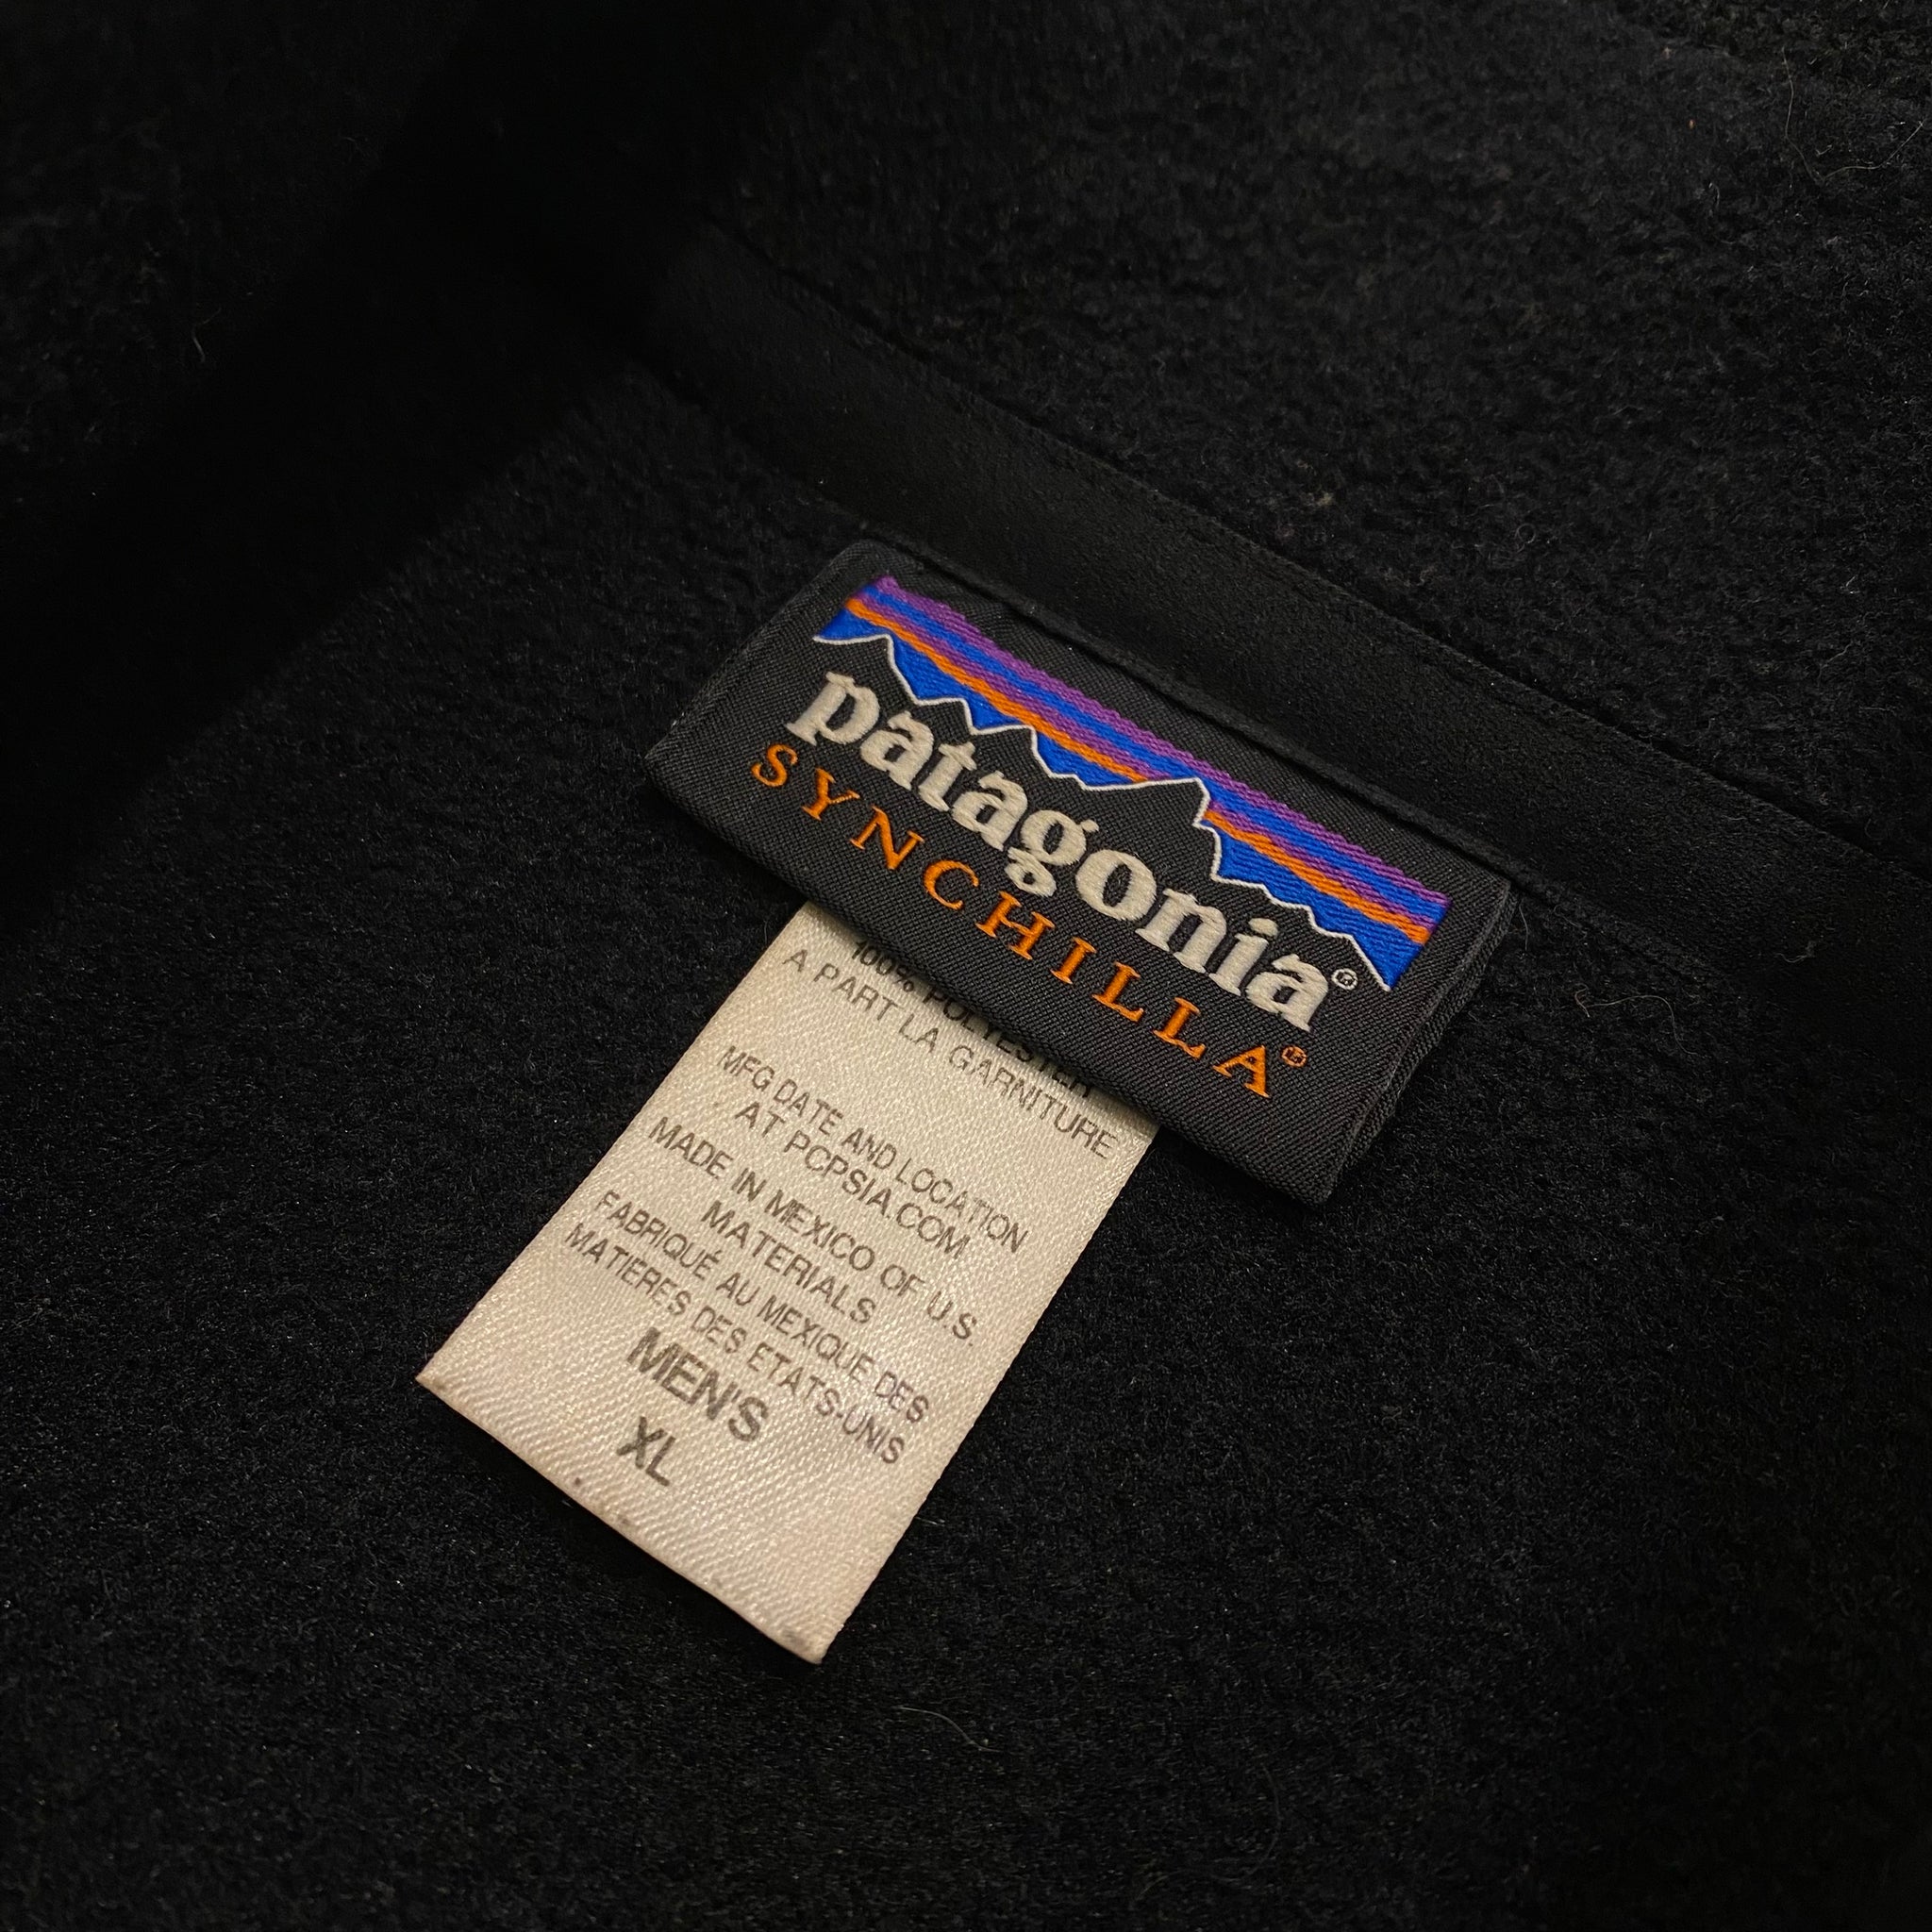 patagonia®
SYNCHILLA®
100% POLYESTER
A PART LA GARNITURE
MFG DATE AND LOCATION
AT PCPSIA.COM
MADE IN MEXICO OF U.S.
MATERIALS
FABRIQUÉ AU MEXIQUE DES
MATIÈRES DES ETATS-UNIS
MEN'S
XL